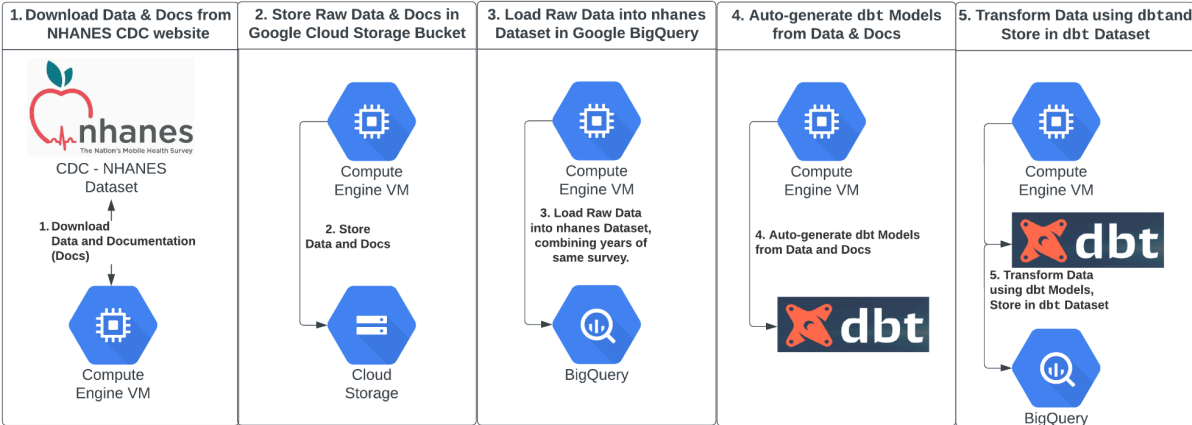 1. Download Data & Docs from
NHANES CDC website
nhanes
The Nation's Mobile Health Survey
CDC - NHANES
Dataset
1. Download
Data and Documentation
(Docs)
Compute
Engine VM
2. Store Raw Data & Docs in
Google Cloud Storage Bucket
Compute
Engine VM
2. Store
Data and Docs
Cloud
Storage
3. Load Raw Data into nhanes
Dataset in Google BigQuery
Compute
Engine VM
3. Load Raw Data
into nhanes Dataset,
combining years of
same survey.
BigQuery
4. Auto-generate dbt Models
from Data & Docs
Compute
Engine VM
4. Auto-generate dbt Models
from Data and Docs
dbt
5. Transform Data using dbtand
Store in dbt Dataset
Compute
Engine VM
dbt
5. Transform Data
using dbt Models,
Store in dbt Dataset
BigQuery